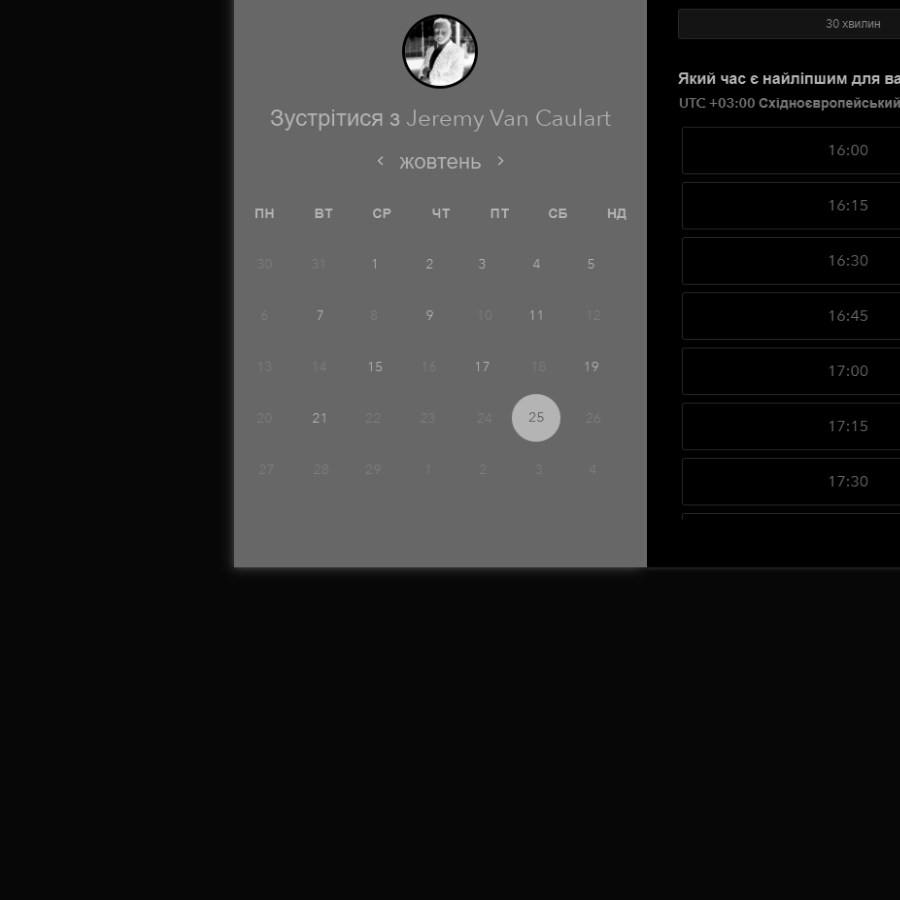 Зустрітися з Jeremy Van Caulart
жовтень
ПН ВТ СР ЧТ ПТ СБ НД
30 31 1 2 3 4 5
6 7 8 9 10 11 12
13 14 15 16 17 18 19
20 21 22 23 24 25 26
27 28 29 1 2 3 4
30 хвилин
Який час є найліпшим для ва
UTC +03:00 Східноєвропейський
16:00
16:15
16:30
16:45
17:00
17:15
17:30